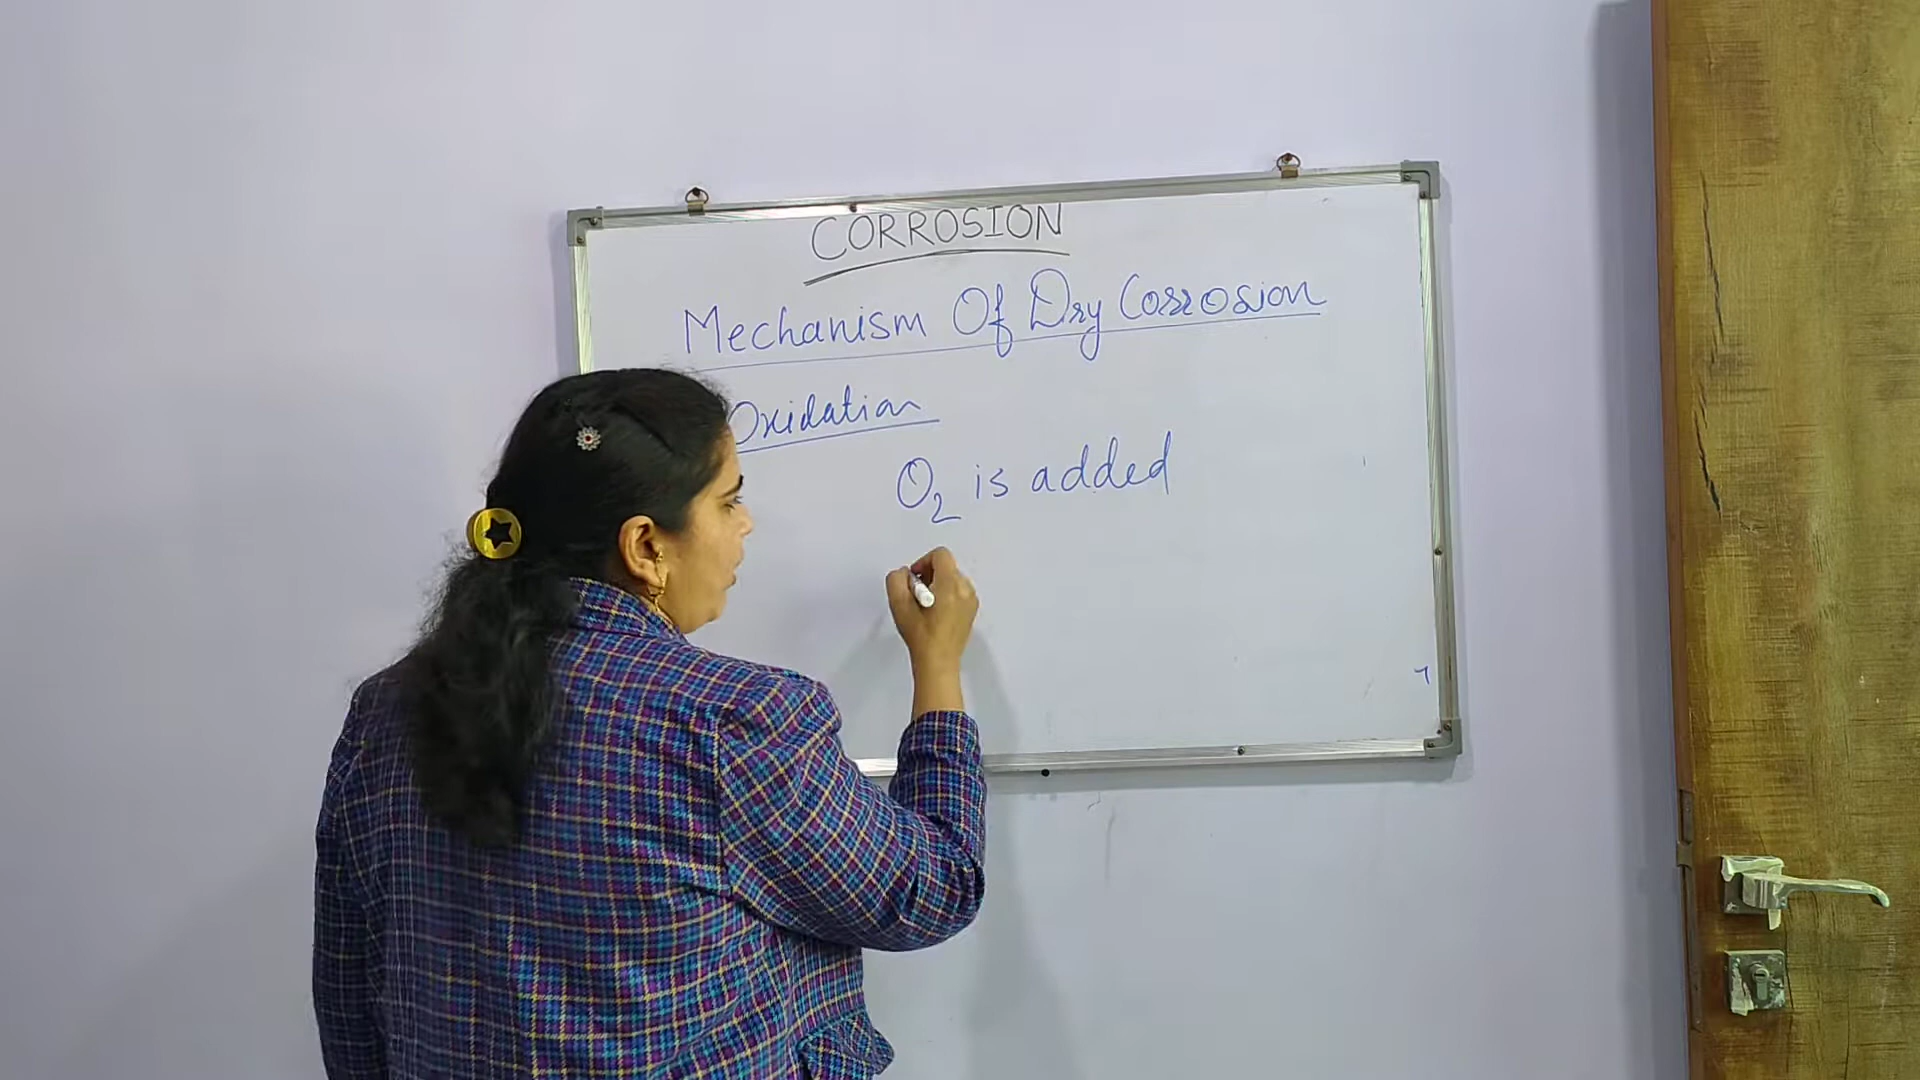 CORROSION
Mechanism Of Dry Corrosion
Oxidation
O₂ is added